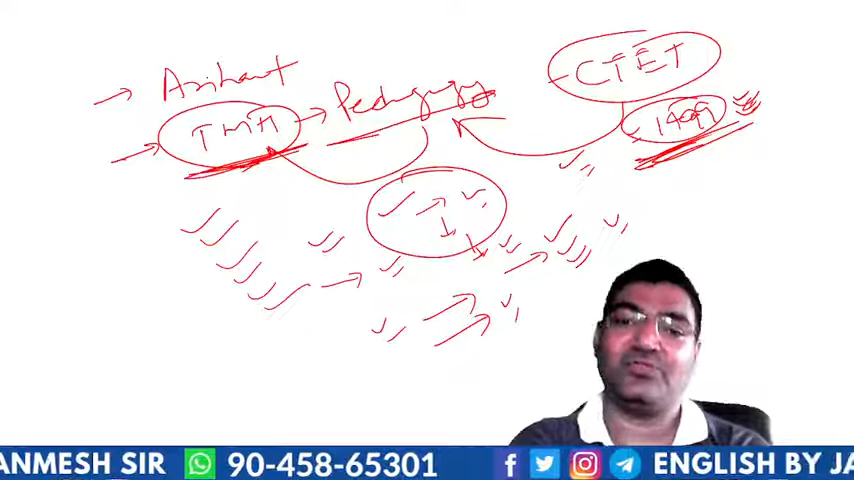 Arihant
CTET
TMH
Pedagogy
1499
ANMESH SIR 90-458-65301 ENGLISH BY JA